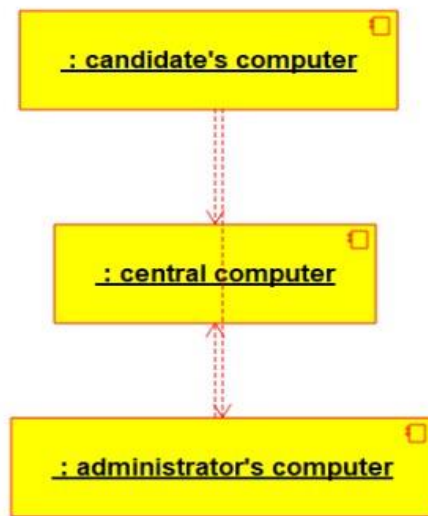 : candidate's computer
: central computer
: administrator's computer